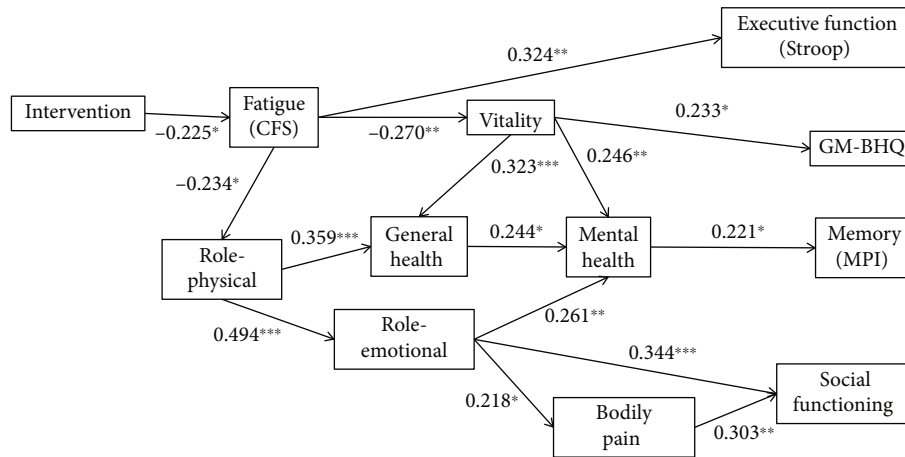 Executive function
(Stroop)
0.324**
Intervention
Fatigue
(CFS)
Vitality
0.233*
−0.225*
−0.270**
GM-BHQ
0.323***
0.246**
−0.234*
General
health
Mental
health
0.359***
0.244*
0.221*
Memory
(MPI)
Role-
physical
0.494***
Role-
emotional
0.261**
0.344***
Social
functioning
0.218*
Bodily
pain
0.303**